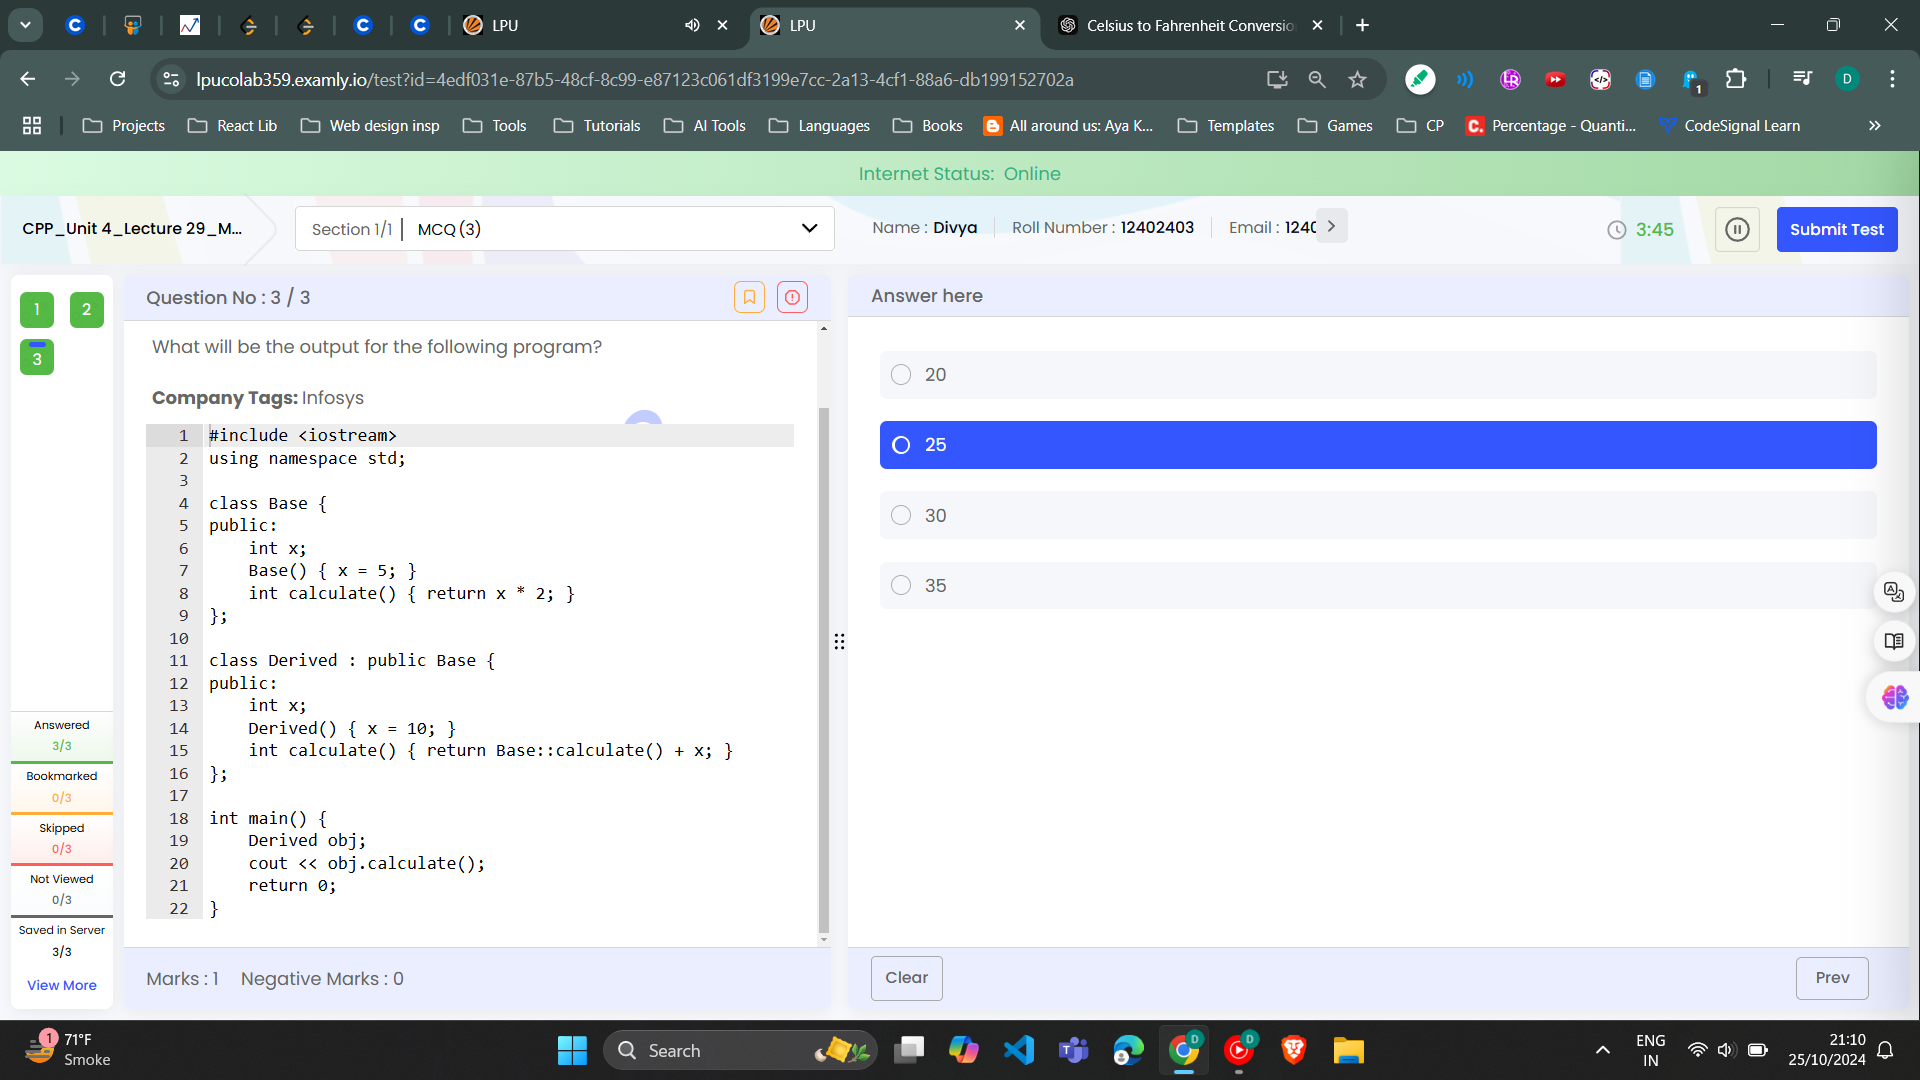 LPU
LPU
Celsius to Fahrenheit Conversio
lpucolab359.examly.io/test?id=4edf031e-87b5-48cf-8c99-e87123c061df3199e7cc-2a13-4cf1-88a6-db199152702a
1
D
Projects
React Lib
Web design insp
Tools
Tutorials
AI Tools
Languages
Books
All around us: Aya K...
Templates
Games
CP
Percentage - Quanti...
CodeSignal Learn
Internet Status: Online
CPP_Unit 4_Lecture 29_M...
Section 1/1 | MCQ (3)
Name : Divya
Roll Number : 12402403
Email : 1240
3:45
Submit Test
1
2
3
Question No : 3 / 3
Answer here
What will be the output for the following program?
Company Tags: Infosys
1 #include <iostream>
2 using namespace std;
3
4 class Base {
5 public:
6     int x;
7     Base() { x = 5; }
8     int calculate() { return x * 2; }
9 };
10
11 class Derived : public Base {
12 public:
13     int x;
14     Derived() { x = 10; }
15     int calculate() { return Base::calculate() + x; }
16 };
17
18 int main() {
19     Derived obj;
20     cout << obj.calculate();
21     return 0;
22 }
20
25
30
35
Answered
3/3
Bookmarked
0/3
Skipped
0/3
Not Viewed
0/3
Saved in Server
3/3
View More
Marks : 1
Negative Marks : 0
Clear
Prev
1
71°F
Smoke
Search
D
D
ENG
IN
21:10
25/10/2024